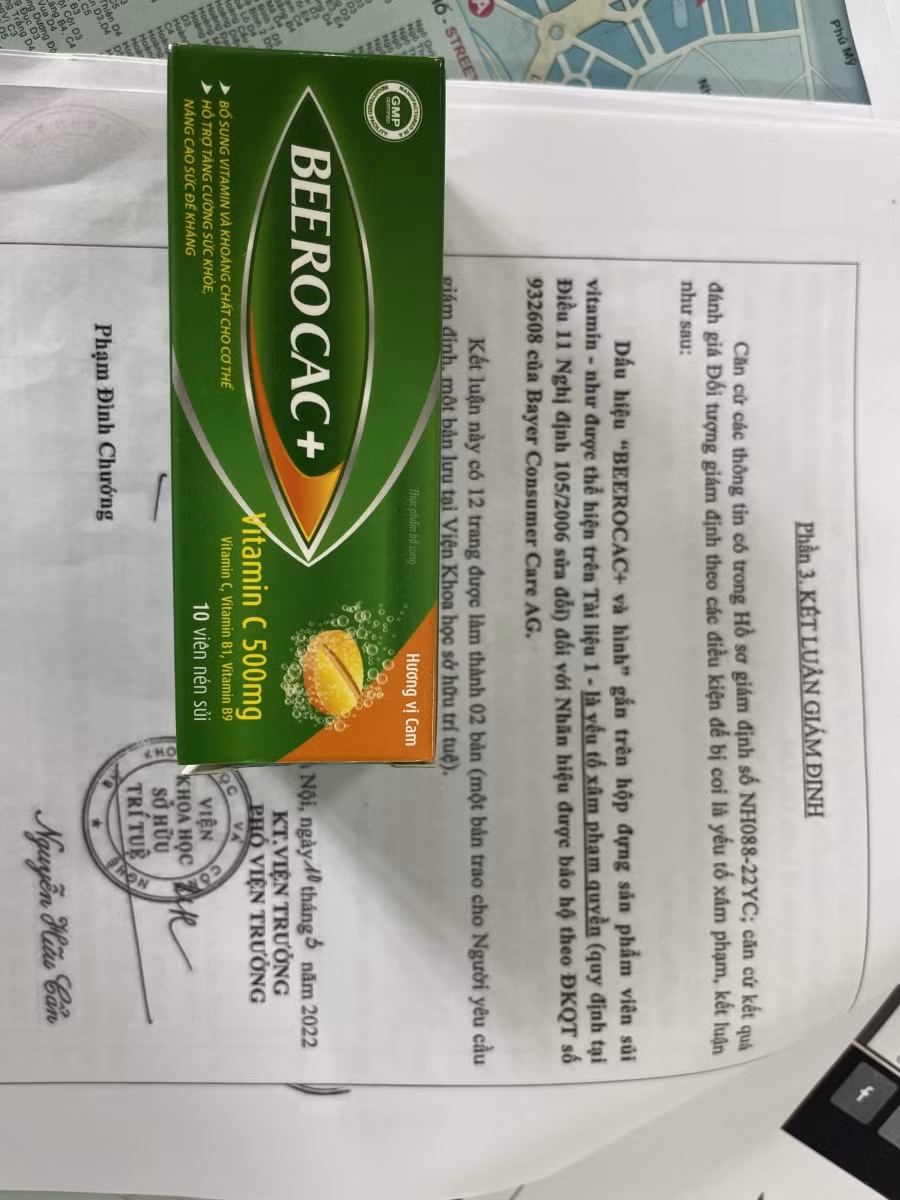 Phần 3. KẾT LUẬN GIÁM ĐỊNH
Căn cứ các thông tin có trong Hồ sơ giám định số NH088-22YC; căn cứ kết quả
đánh giá Đối tượng giám định theo các điều kiện để bị coi là yếu tố xâm phạm, kết luận
như sau:
Dấu hiệu “BEEROCAC+ và hình” gắn trên hộp đựng sản phẩm viên sủi
vitamin - như được thể hiện trên Tài liệu 1 - là yếu tố xâm phạm quyền (quy định tại
Điều 11 Nghị định 105/2006 sửa đổi) đối với Nhãn hiệu được bảo hộ theo ĐKQT số
932608 của Bayer Consumer Care AG.
Kết luận này có 12 trang được làm thành 02 bản (một bản trao cho Người yêu cầu
giám định, một bản lưu tại Viện Khoa học sở hữu trí tuệ).
Nội, ngày 10 tháng 5 năm 2022
KT.VIỆN TRƯỞNG
PHÓ VIỆN TRƯỞNG
VIỆN
KHOA HỌC
SỞ HỮU
TRÍ TUỆ
Phạm Đình Chướng
Nguyễn Hữu Cẩn
GMP
BEEROCAC+
Thực phẩm bổ sung
Hương vị Cam
BỔ SUNG VITAMIN VÀ KHOÁNG CHẤT CHO CƠ THỂ
HỖ TRỢ TĂNG CƯỜNG SỨC KHỎE,
NÂNG CAO SỨC ĐỀ KHÁNG
Vitamin C 500mg
Vitamin C, Vitamin B1, Vitamin B9
10 viên nén sủi
STREET
Phú Mỹ
f